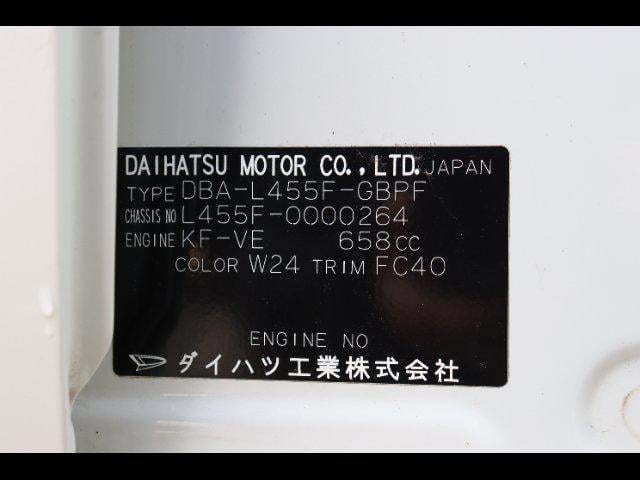 DAIHATSU MOTOR CO.,LTD. JAPAN
TYPE DBA-L455F-GBPF
CHASSIS NO L455F-0000264
ENGINE KF-VE 658CC
COLOR W24 TRIM FC40
ENGINE NO
ダイハツ工業株式会社